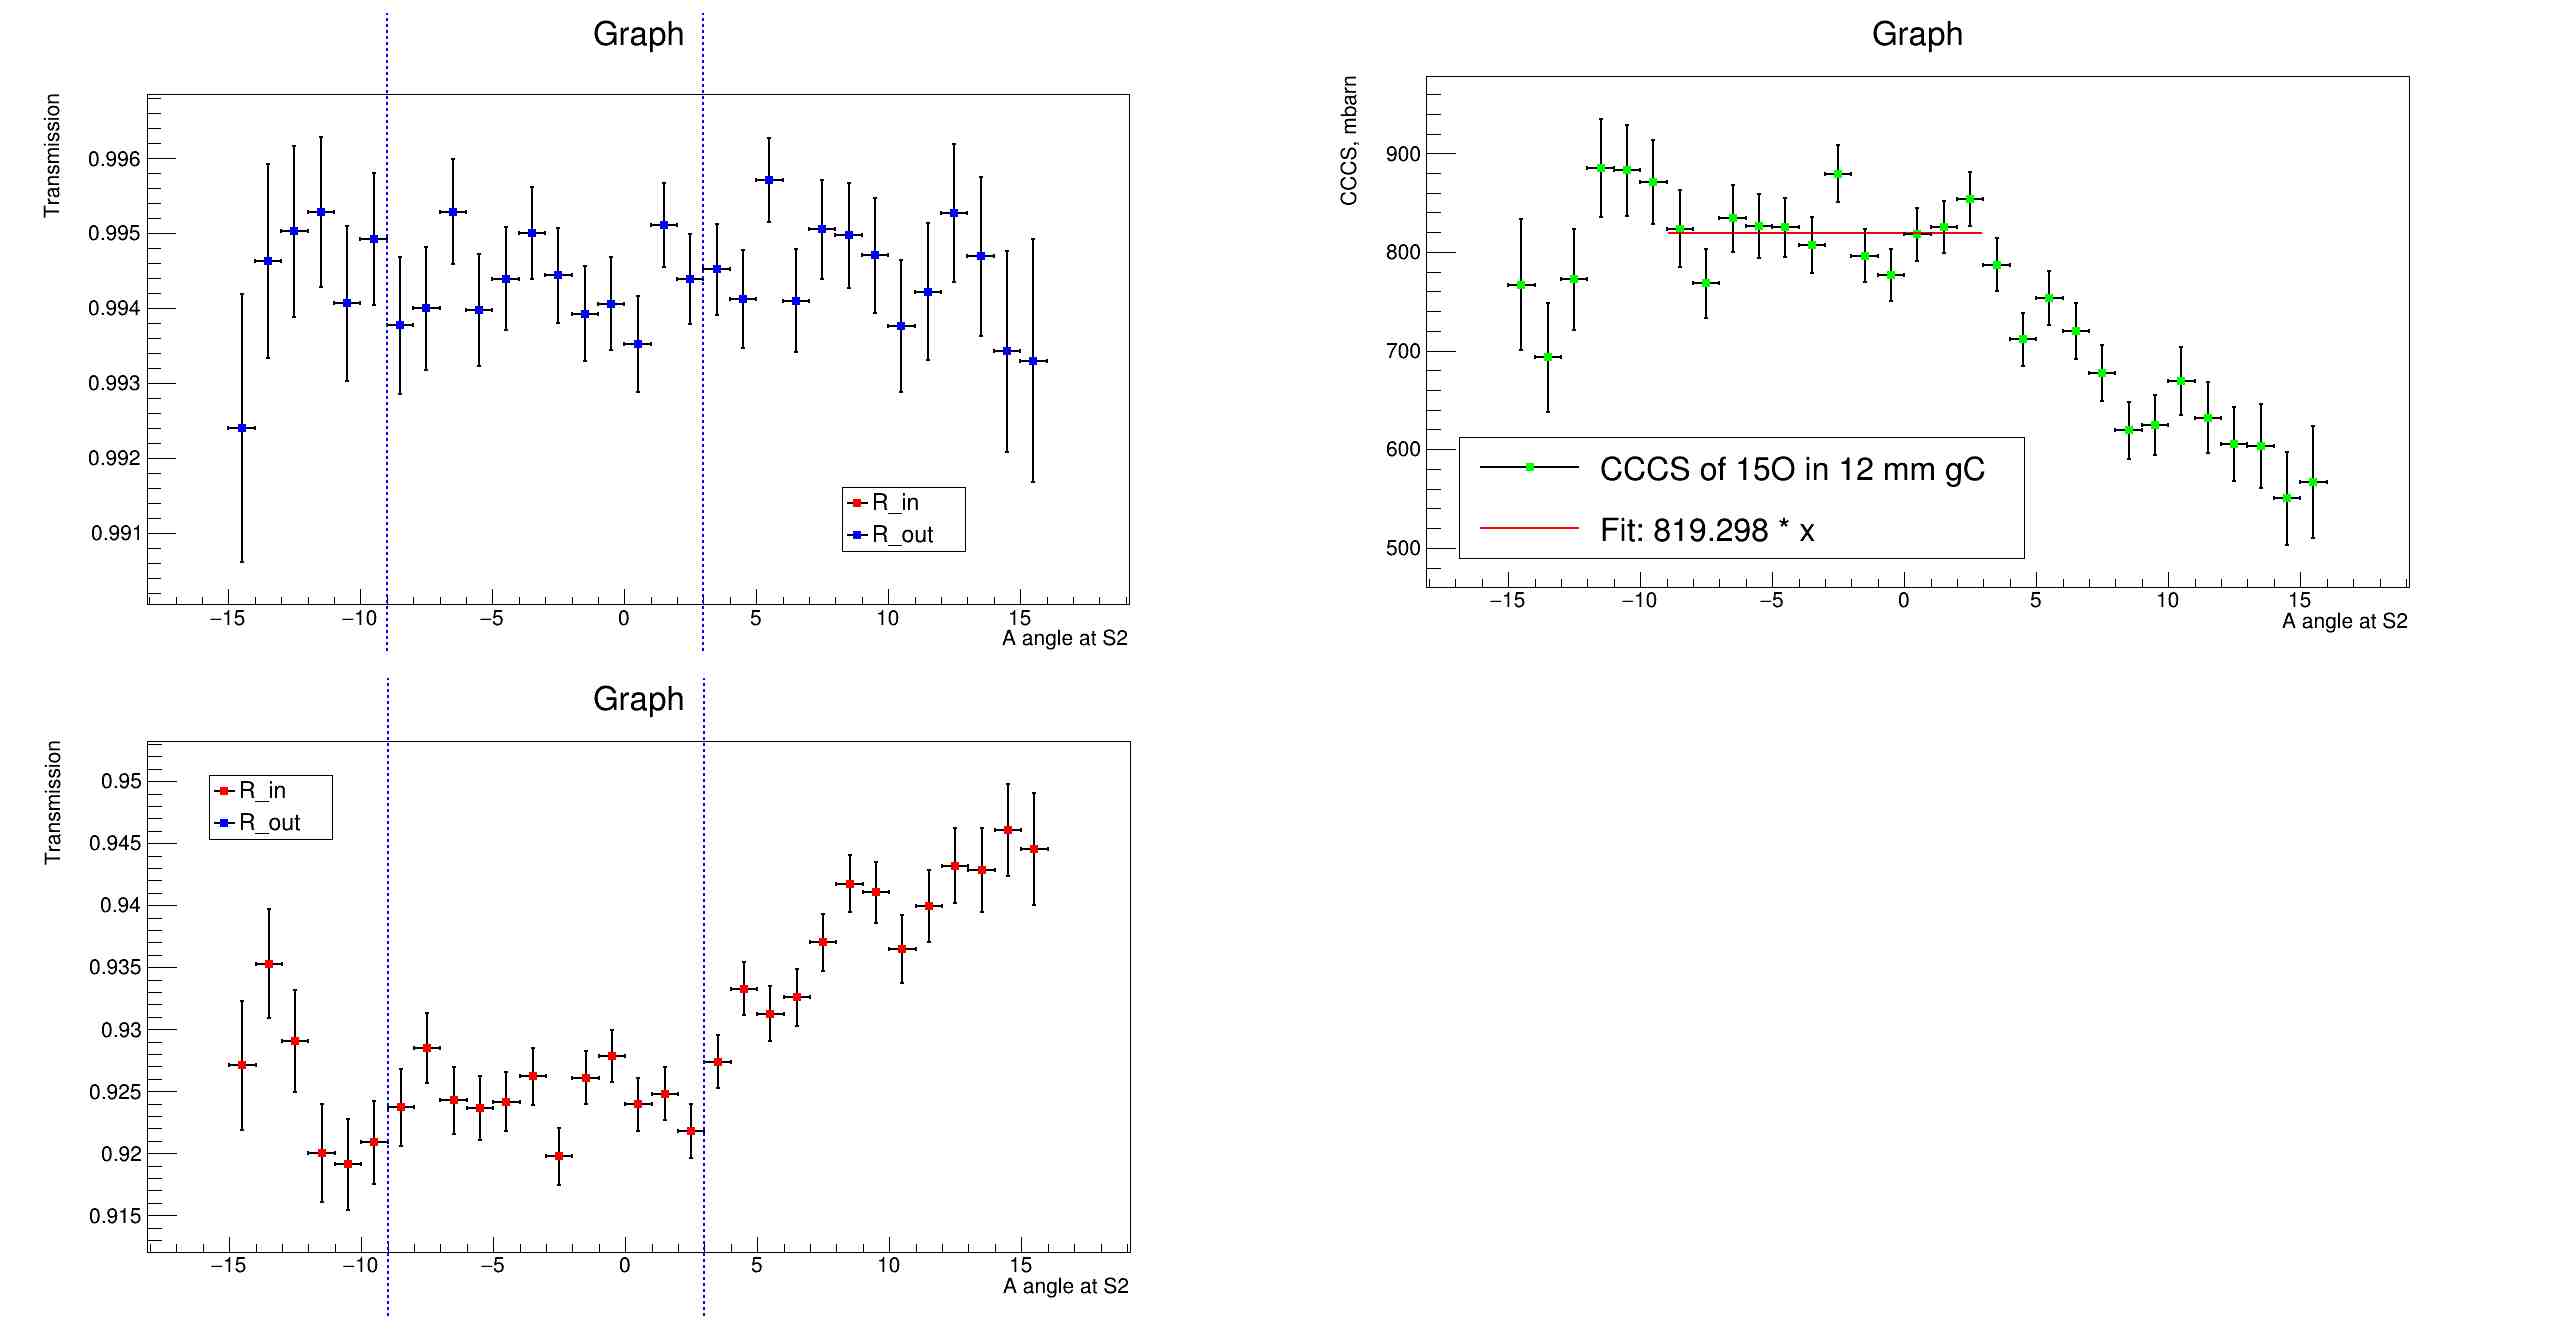 Graph
Transmission
0.996
0.995
0.994
0.993
0.992
0.991
R_in
R_out
−15 −10 −5 0 5 10 15
A angle at S2
Graph
CCCS, mbarn
900
800
700
600
500
CCCS of 15O in 12 mm gC
Fit: 819.298 * x
−15 −10 −5 0 5 10 15
A angle at S2
Graph
Transmission
0.95
0.945
0.94
0.935
0.93
0.925
0.92
0.915
R_in
R_out
−15 −10 −5 0 5 10 15
A angle at S2